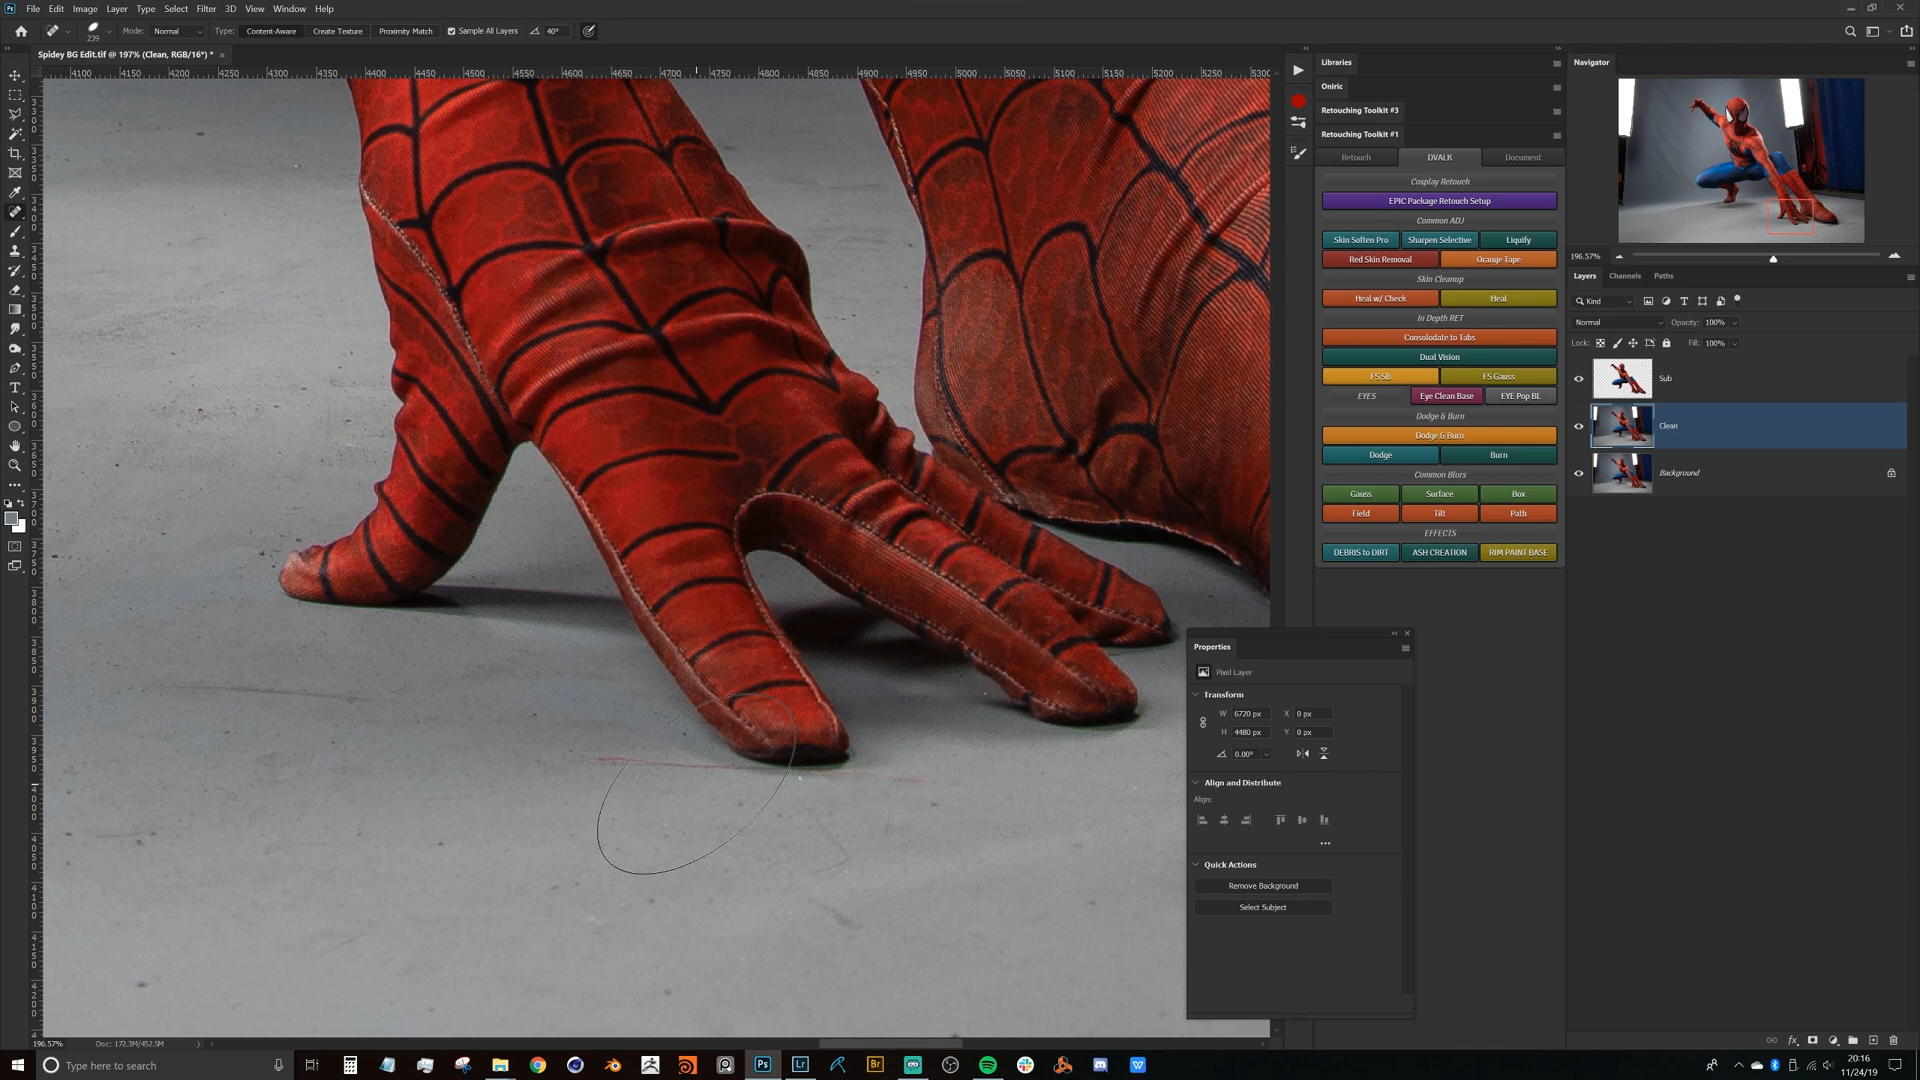 Ps File Edit Image Layer Type Select Filter 3D View Window Help
239 Mode: Normal Type: Content-Aware Create Texture Proximity Match Sample All Layers 40°
Spidey BG Edit.tif @ 197% (Clean, RGB/16*) *
4100 4150 4200 4250 4300 4350 4400 4450 4500 4550 4600 4650 4700 4750 4800 4850 4900 4950 5000 5050 5100 5150 5200 5250 5300
Libraries
Oniric
Retouching Toolkit #3
Retouching Toolkit #1
Retouch DVALK Document
Cosplay Retouch
EPIC Package Retouch Setup
Common ADJ
Skin Soften Pro Sharpen Selective Liquify
Red Skin Removal Orange Tape
Skin Cleanup
Heal w/ Check Heal
In Depth RET
Consolodate to Tabs
Dual Vision
FS SB FS Gauss
EYES Eye Clean Base EYE Pop BL
Dodge & Burn
Dodge & Burn
Dodge Burn
Common Blurs
Gauss Surface Box
Field Tilt Path
EFFECTS
DEBRIS to DIRT ASH CREATION RIM PAINT BASE
Navigator
196.57%
Layers Channels Paths
Kind
Normal Opacity: 100%
Lock: Fill: 100%
Sub
Clean
Background
Properties
Pixel Layer
Transform
W 6720 px X 0 px
H 4480 px Y 0 px
0.00°
Align and Distribute
Align:
Quick Actions
Remove Background
Select Subject
196.57% Doc: 172.3M/452.5M
fx
Type here to search
Ps Lr Br
20:16
11/24/19